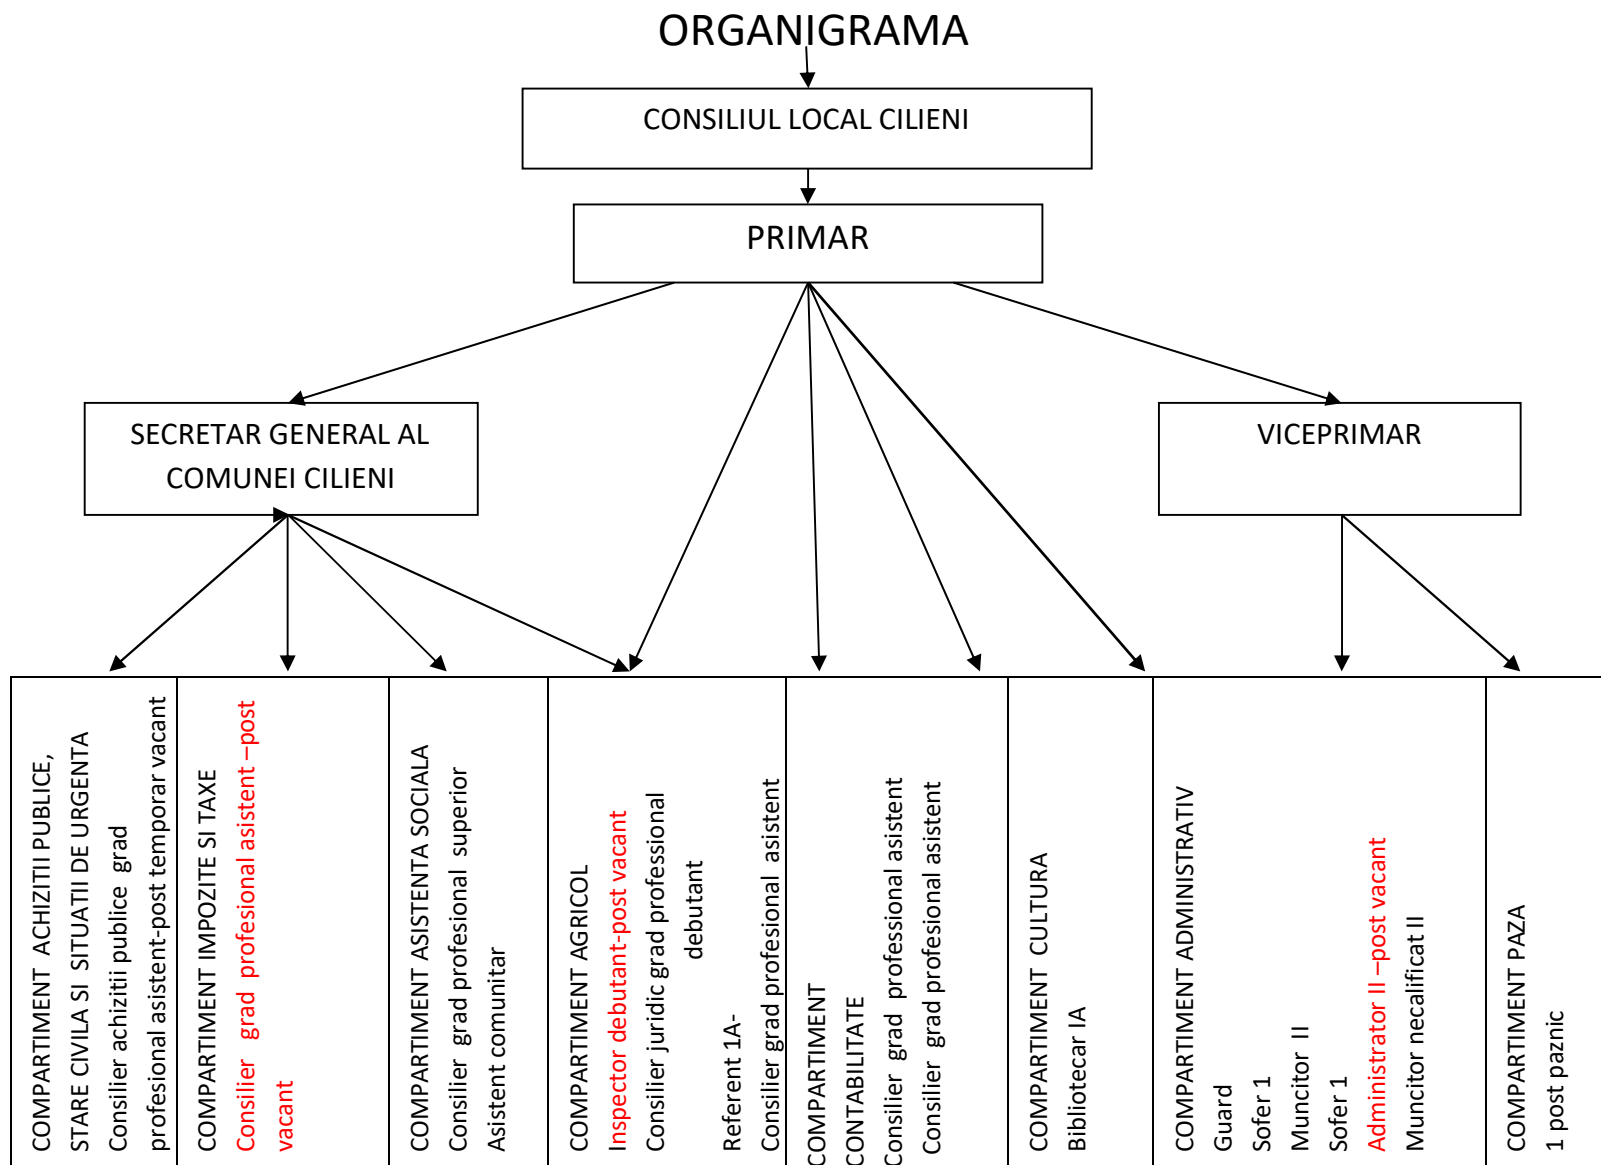 ORGANIGRAMA
CONSILIUL LOCAL CILIENI
PRIMAR
SECRETAR GENERAL AL
COMUNEI CILIENI
VICEPRIMAR
COMPARTIMENT ACHIZITII PUBLICE,
STARE CIVILA SI SITUATII DE URGENTA
Consilier achizitii publice grad
profesional asistent-post temporar vacant
COMPARTIMENT IMPOZITE SI TAXE
Consilier grad profesional asistent –post
vacant
COMPARTIMENT ASISTENTA SOCIALA
Consilier grad profesional superior
Asistent comunitar
COMPARTIMENT AGRICOL
Inspector debutant-post vacant
Consilier juridic grad professional
debutant
Referent 1A-
Consilier grad profesional asistent
COMPARTIMENT
CONTABILITATE
Consilier grad professional asistent
Consilier grad profesional asistent
COMPARTIMENT CULTURA
Bibliotecar IA
COMPARTIMENT ADMINISTRATIV
Guard
Sofer 1
Muncitor II
Sofer 1
Administrator II –post vacant
Muncitor necalificat II
COMPARTIMENT PAZA
1 post paznic